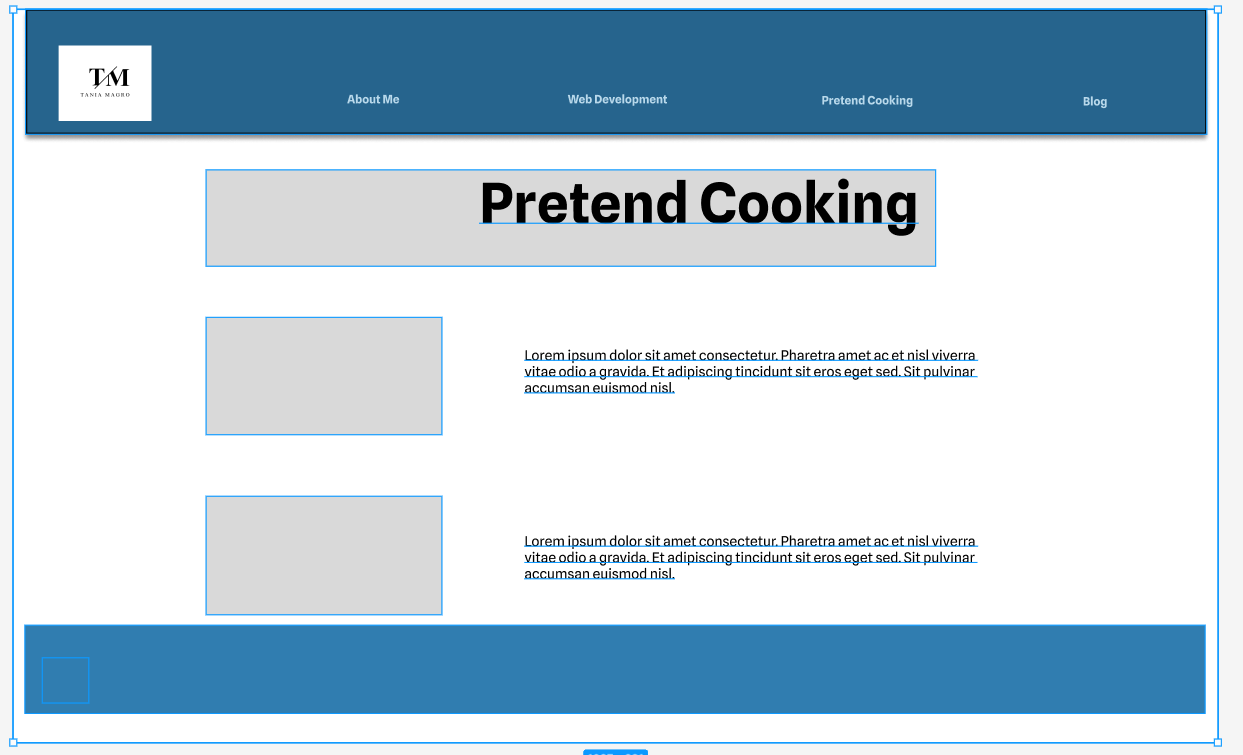 TM
TANIA MAGRO
About Me
Web Development
Pretend Cooking
Blog
Pretend Cooking
Lorem ipsum dolor sit amet consectetur. Pharetra amet ac et nisl viverra
vitae odio a gravida. Et adipiscing tincidunt sit eros eget sed. Sit pulvinar
accumsan euismod nisl.
Lorem ipsum dolor sit amet consectetur. Pharetra amet ac et nisl viverra
vitae odio a gravida. Et adipiscing tincidunt sit eros eget sed. Sit pulvinar
accumsan euismod nisl.